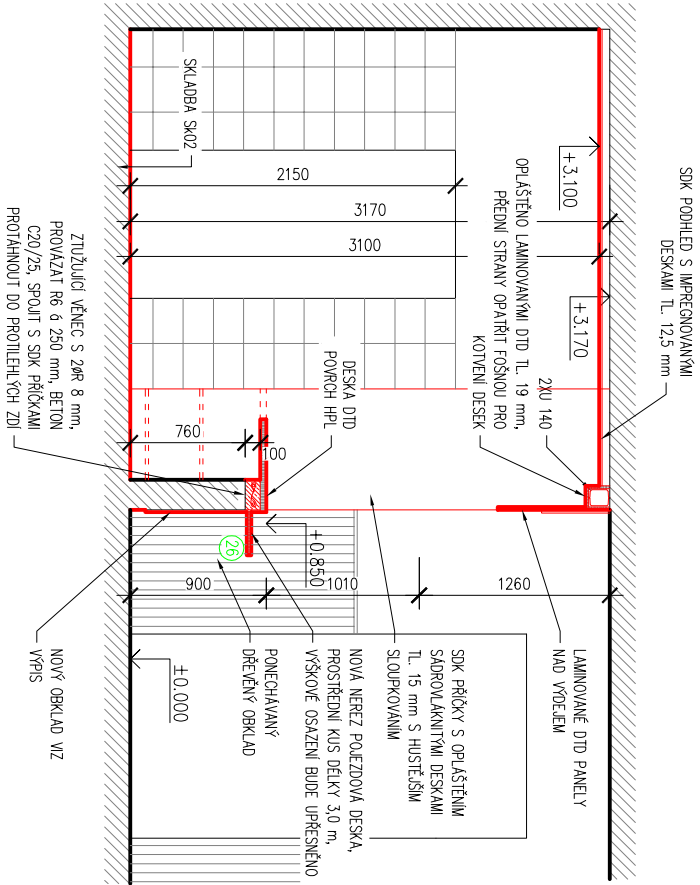 SDK PODHLED S IMPREGNOVANÝMI
DESKAMI TL. 12,5 mm
+3.100
+3.170
OPLÁŠTĚNO LAMINOVANÝMI DTD TL. 19 mm,
PŘEDNÍ STRANY OPATŘIT FOŠNOU PRO
KOTVENÍ DESEK
2XU 140
SKLADBA Sk02
2150
3170
3100
DESKA DTD
POVRCH HPL
760
100
ZTUŽUJÍCÍ VĚNEC S 2øR 8 mm,
PROVÁZAT R6 á 250 mm, BETON
C20/25, SPOJIT S SDK PŘÍČKAMI
PROTÁHNOUT DO PROTILEHLÝCH ZDÍ
26
+0.850
900
1010
1260
LAMINOVANÉ DTD PANELY
NAD VÝDEJEM
SDK PŘÍČKY S OPLÁŠTĚNÍM
SÁDROVLÁKNITÝMI DESKAMI
TL. 15 mm S HUSTĚJŠÍM
SLOUPKOVÁNÍM
NOVÁ NEREZ POJEZDOVÁ DESKA,
PROSTŘEDNÍ KUS DÉLKY 3,0 m,
VÝŠKOVÉ OSAZENÍ BUDE UPŘESNĚNO
PONECHÁVANÝ
DŘEVĚNÝ OBKLAD
±0.000
NOVÝ OBKLAD VIZ
VÝPIS